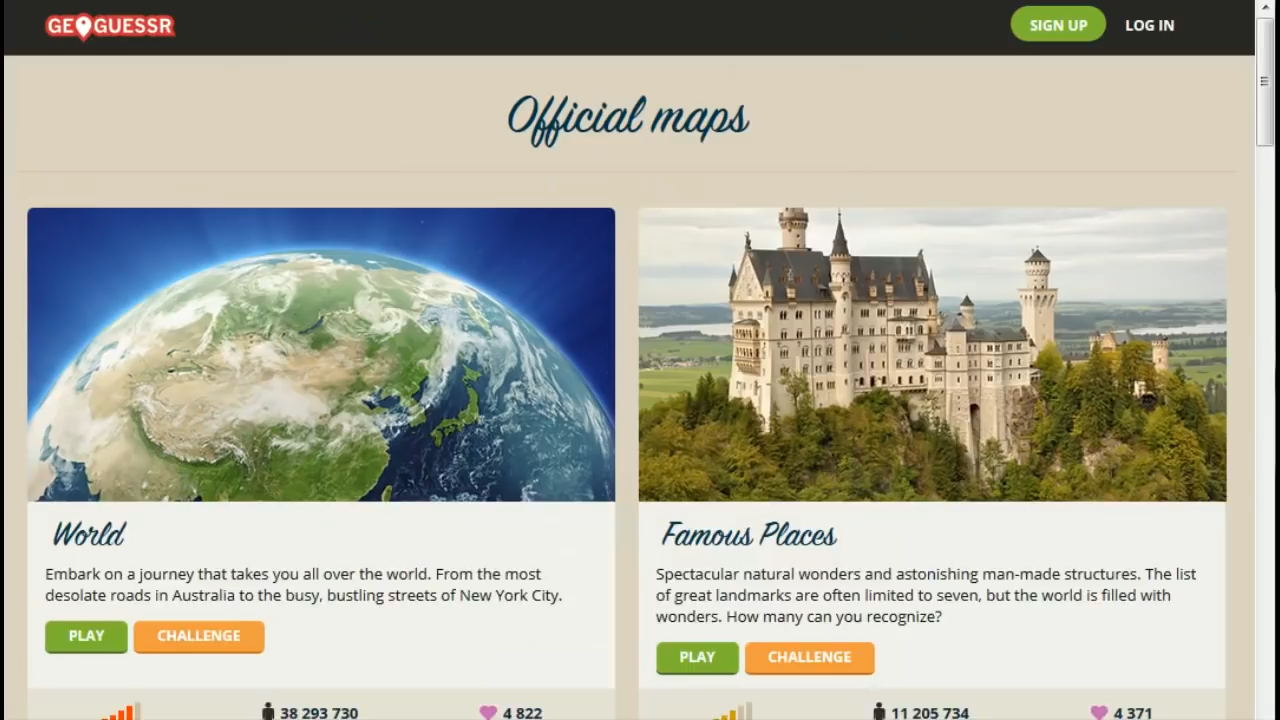 GEOGUESSR
SIGN UP
LOG IN
Official maps
World
Embark on a journey that takes you all over the world. From the most
desolate roads in Australia to the busy, bustling streets of New York City.
PLAY
CHALLENGE
38 293 730
4 822
Famous Places
Spectacular natural wonders and astonishing man-made structures. The list
of great landmarks are often limited to seven, but the world is filled with
wonders. How many can you recognize?
PLAY
CHALLENGE
11 205 734
4 371